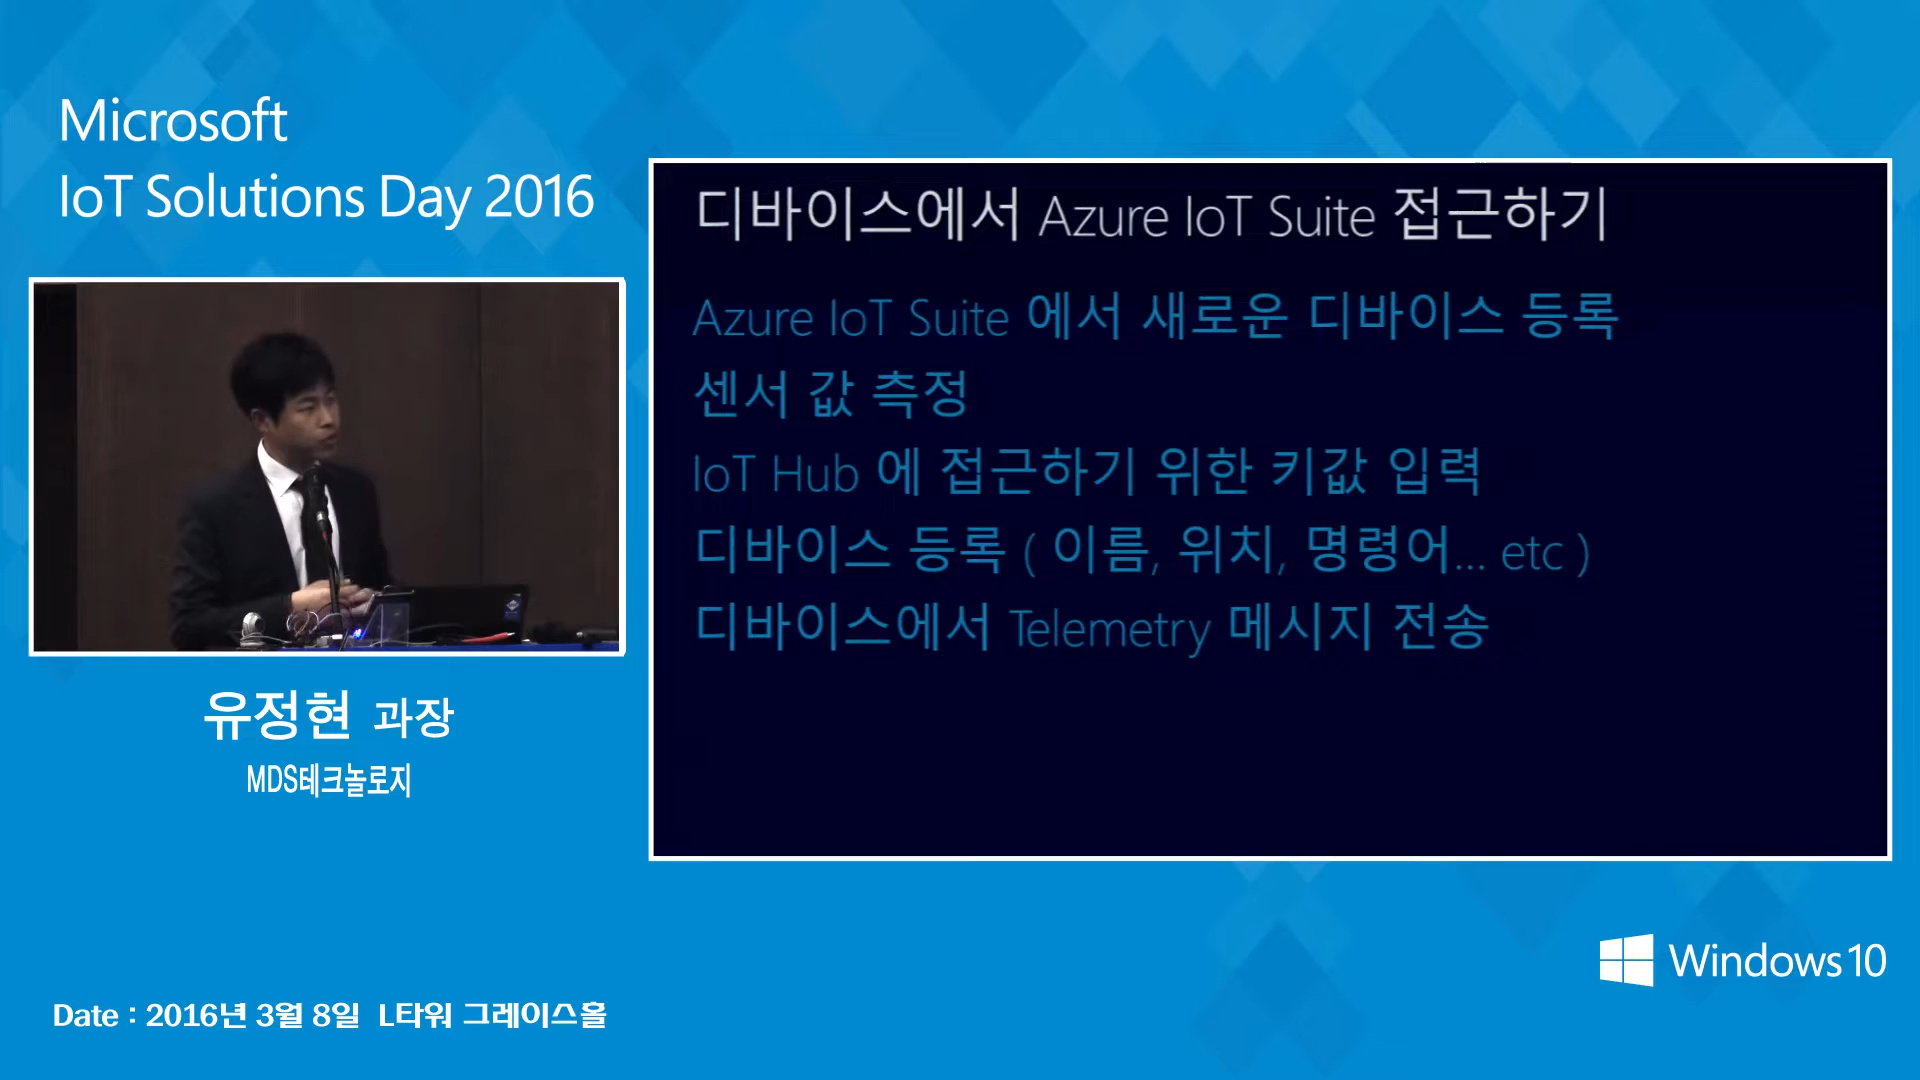 Microsoft
IoT Solutions Day 2016
디바이스에서 Azure IoT Suite 접근하기
Azure IoT Suite 에서 새로운 디바이스 등록
센서 값 측정
IoT Hub 에 접근하기 위한 키값 입력
디바이스 등록 ( 이름, 위치, 명령어... etc )
디바이스에서 Telemetry 메시지 전송
유정현 과장
MDS테크놀로지
Windows 10
Date : 2016년 3월 8일 L타워 그레이스홀